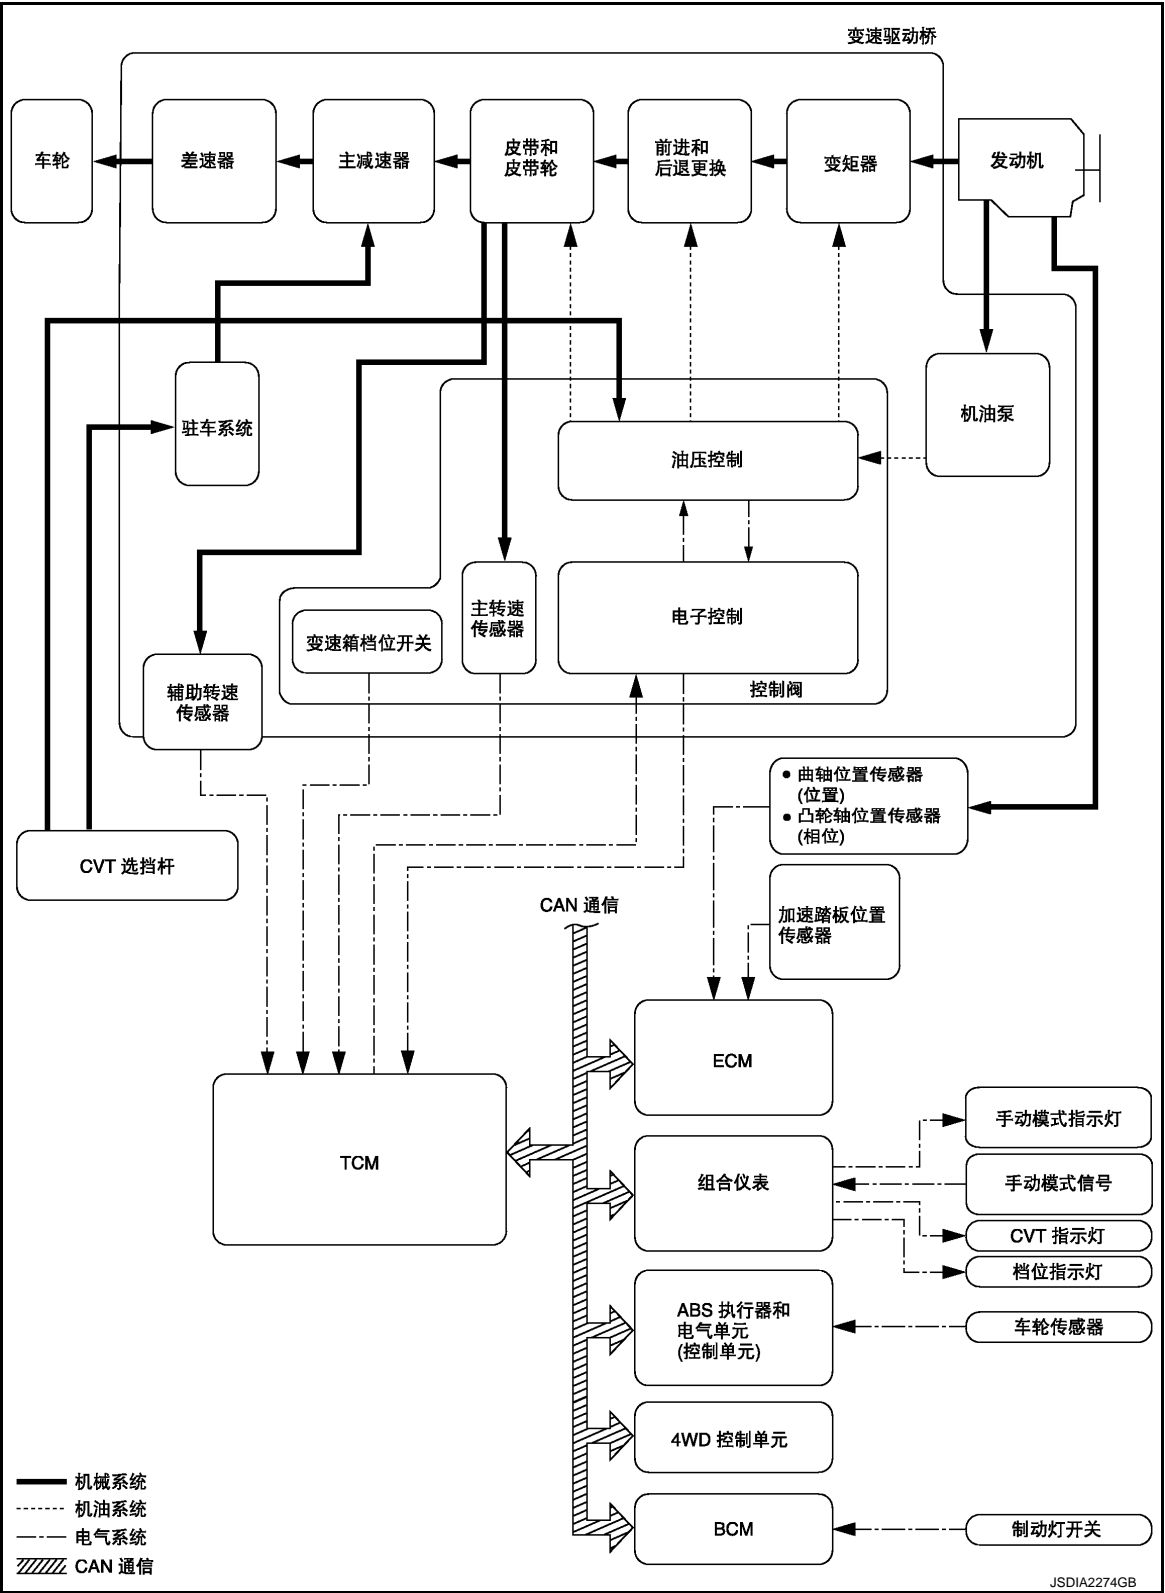 变速驱动桥
车轮
差速器
主减速器
皮带和
皮带轮
前进和
后退更换
变矩器
发动机
驻车系统
油压控制
机油泵
主转速
传感器
电子控制
变速箱档位开关
控制阀
辅助转速
传感器
● 曲轴位置传感器
(位置)
● 凸轮轴位置传感器
(相位)
CVT 选挡杆
CAN 通信
加速踏板位置
传感器
ECM
TCM
手动模式指示灯
组合仪表
手动模式信号
CVT 指示灯
档位指示灯
ABS 执行器和
电气单元
(控制单元)
车轮传感器
4WD 控制单元
BCM
制动灯开关
机械系统
机油系统
电气系统
CAN 通信
JSDIA2274GB